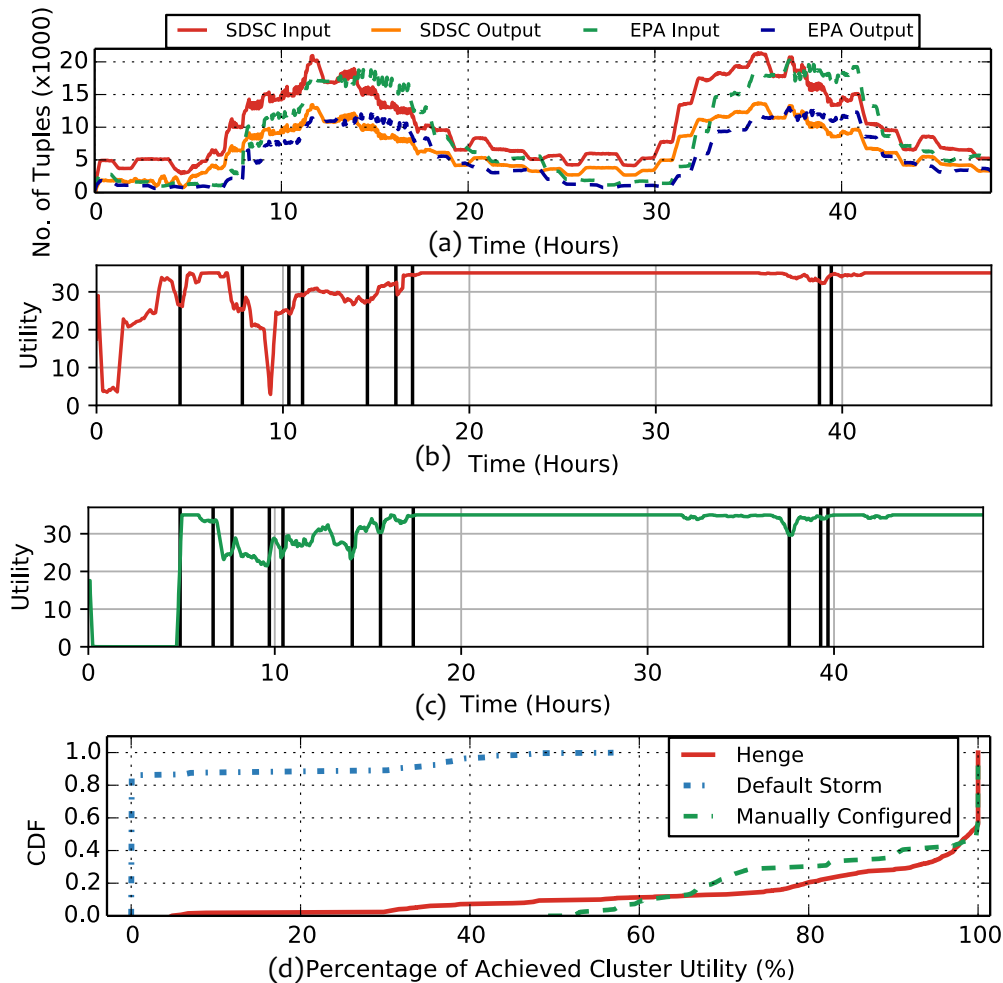 SDSC Input SDSC Output EPA Input EPA Output
No. of Tuples (x1000)
20
15
10
5
0
0 10 20 30 40
(a) Time (Hours)
Utility
30
20
10
0
0 10 20 30 40
(b) Time (Hours)
Utility
30
20
10
0
0 10 20 30 40
(c) Time (Hours)
CDF
1.0
0.8
0.6
0.4
0.2
0.0
Henge
Default Storm
Manually Configured
0 20 40 60 80 100
(d) Percentage of Achieved Cluster Utility (%)